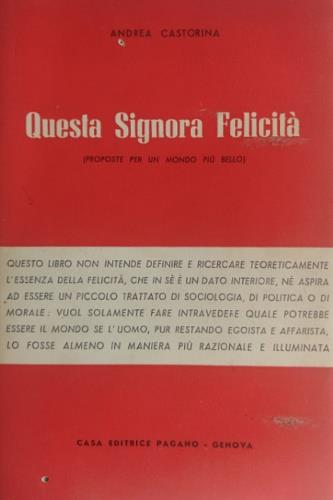 ANDREA CASTORINA
Questa Signora Felicità
(PROPOSTE PER UN MONDO PIÙ BELLO)
QUESTO LIBRO NON INTENDE DEFINIRE E RICERCARE TEORETICAMENTE
L'ESSENZA DELLA FELICITÀ, CHE IN SÈ È UN DATO INTERIORE, NÈ ASPIRA
AD ESSERE UN PICCOLO TRATTATO DI SOCIOLOGIA, DI POLITICA O DI
MORALE: VUOL SOLAMENTE FARE INTRAVEDERE QUALE POTREBBE
ESSERE IL MONDO SE L'UOMO, PUR RESTANDO EGOISTA E AFFARISTA,
LO FOSSE ALMENO IN MANIERA PIÙ RAZIONALE E ILLUMINATA
CASA EDITRICE PAGANO - GENOVA